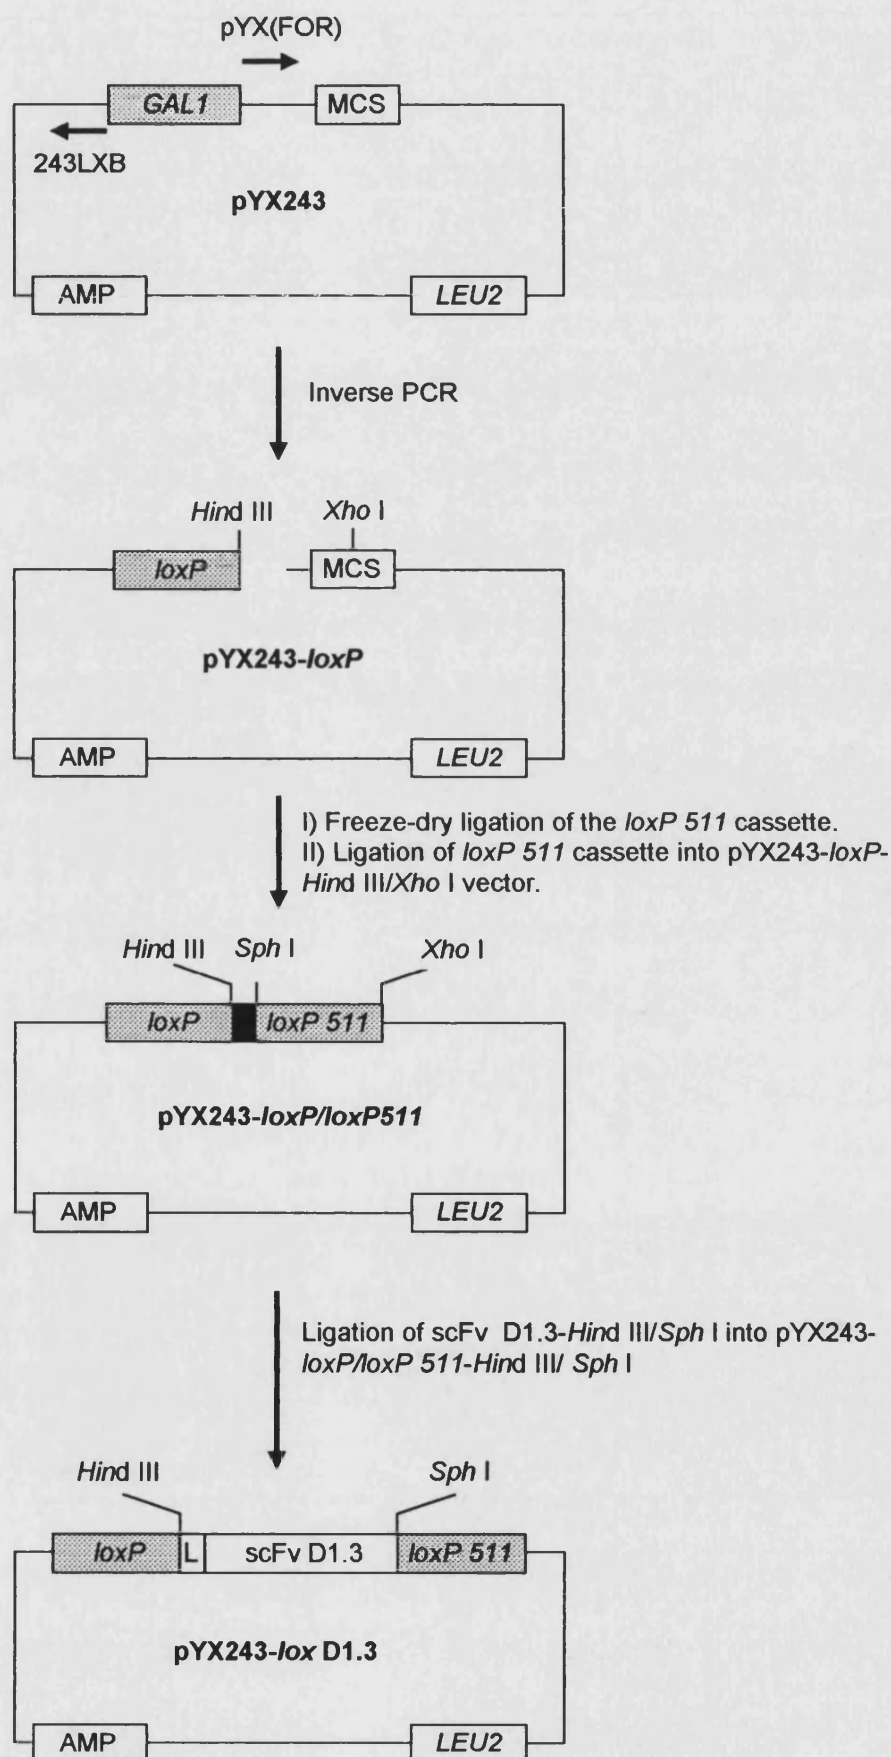 pYX(FOR)
GAL1
MCS
243LXB
pYX243
AMP
LEU2
Inverse PCR
Hind III
Xho I
loxP
MCS
pYX243-loxP
AMP
LEU2
I) Freeze-dry ligation of the loxP 511 cassette.
II) Ligation of loxP 511 cassette into pYX243-loxP-
Hind III/Xho I vector.
Hind III
Sph I
Xho I
loxP
loxP 511
pYX243-loxP/loxP511
AMP
LEU2
Ligation of scFv D1.3-Hind III/Sph I into pYX243-
loxP/loxP 511-Hind III/ Sph I
Hind III
Sph I
loxP
L
scFv D1.3
loxP 511
pYX243-lox D1.3
AMP
LEU2